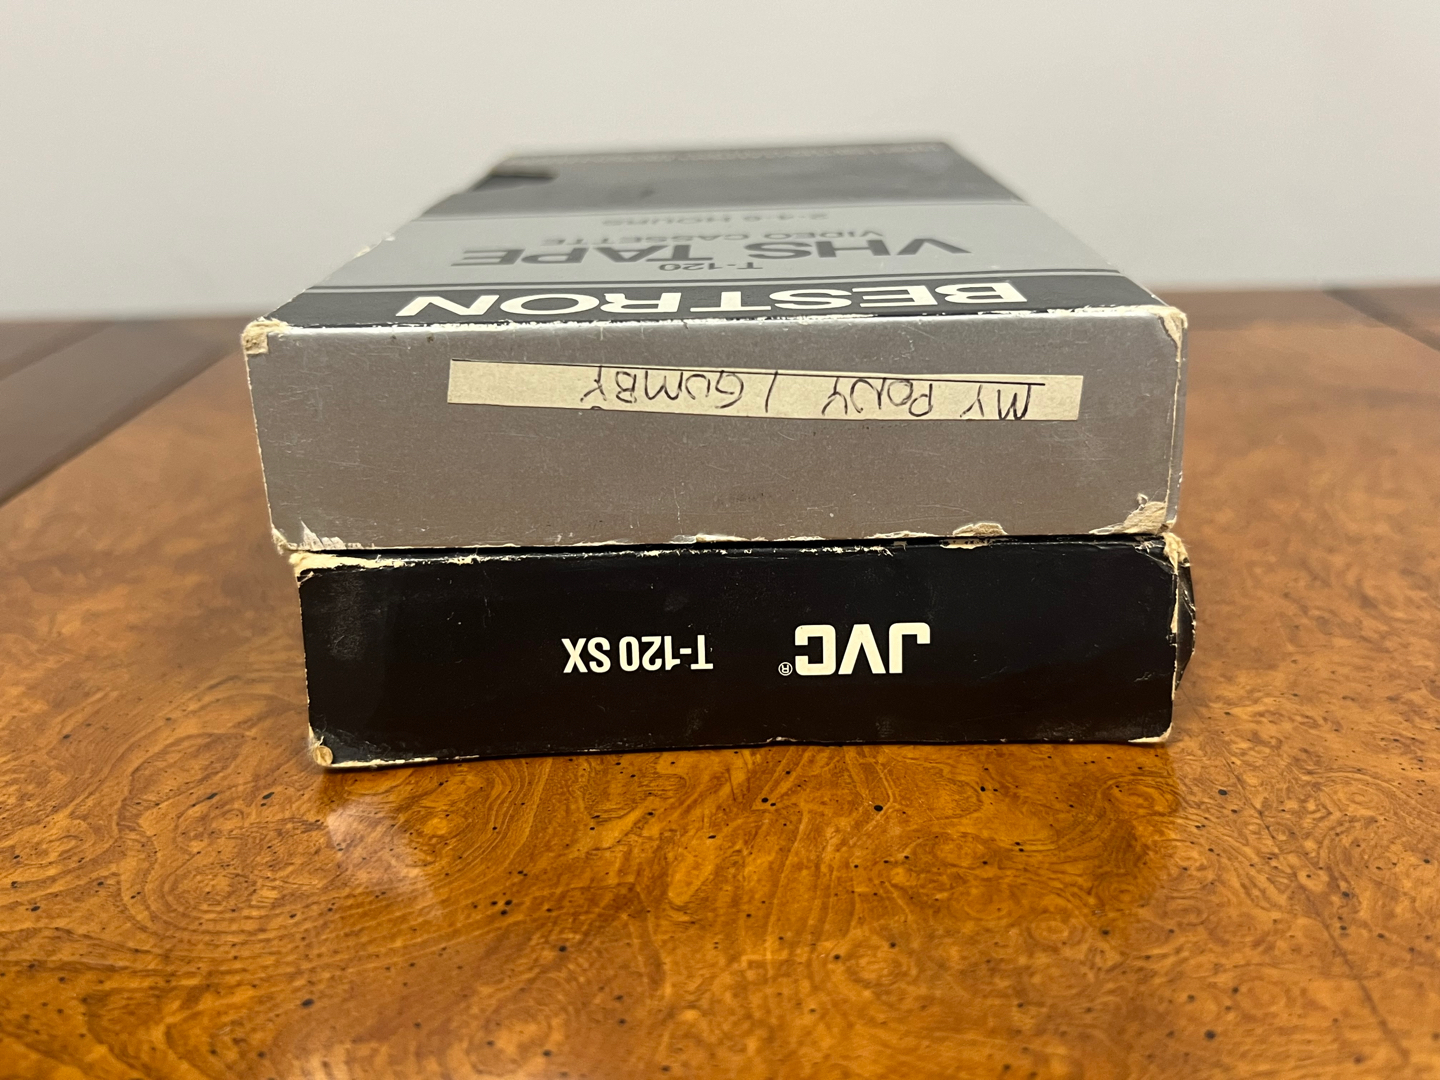 BESTRON
T-120
VHS TAPE
VIDEO CASSETTE
2-4-6 HOURS
MY PONY / GUMBY
JVC® T-120 SX